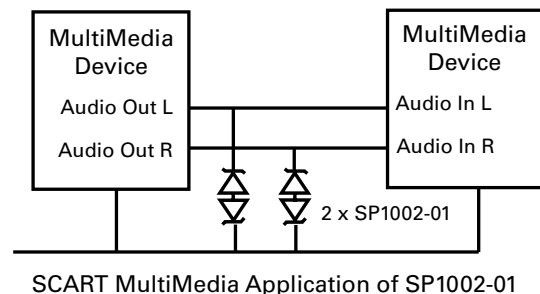 MultiMedia
Device
Audio Out L
Audio Out R
MultiMedia
Device
Audio In L
Audio In R
2 x SP1002-01
SCART MultiMedia Application of SP1002-01